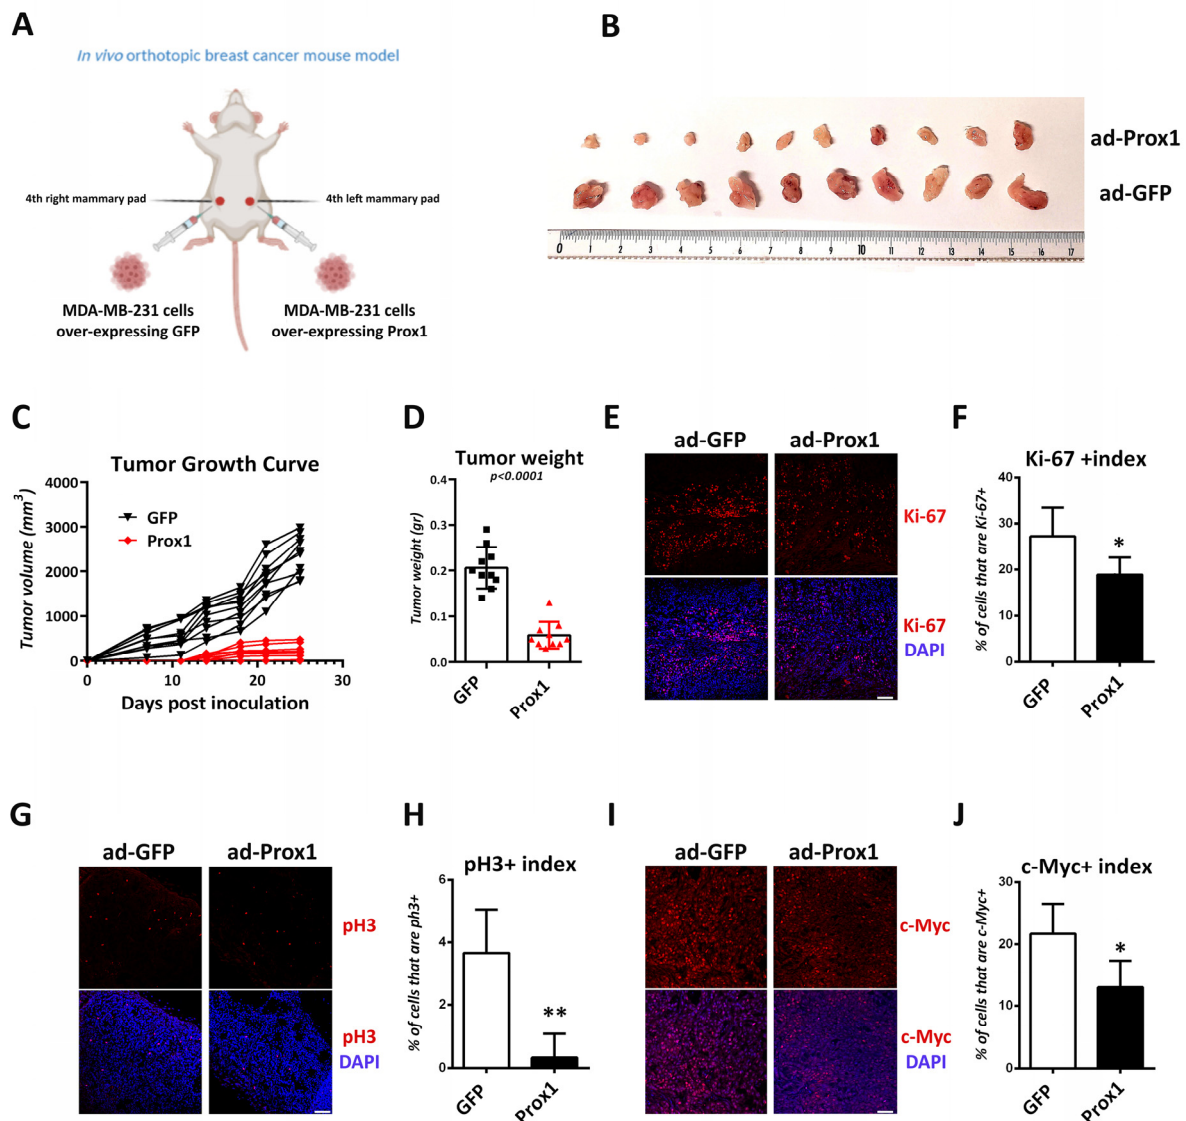 A
In vivo orthotopic breast cancer mouse model
4th right mammary pad
4th left mammary pad
MDA-MB-231 cells
over-expressing GFP
MDA-MB-231 cells
over-expressing Prox1
B
ad-Prox1
ad-GFP
0 1 2 3 4 5 6 7 8 9 10 11 12 13 14 15 16 17
C
Tumor Growth Curve
Tumor volume (mm³)
4000
3000
2000
1000
0
GFP
Prox1
0 10 20 30
Days post inoculation
D
Tumor weight
p<0.0001
Tumor weight (gr)
0.4
0.3
0.2
0.1
0.0
GFP
Prox1
E
ad-GFP ad-Prox1
Ki-67
Ki-67
DAPI
F
Ki-67 +index
% of cells that are Ki-67+
40
30
20
10
0
*
GFP
Prox1
G
ad-GFP ad-Prox1
pH3
pH3
DAPI
H
pH3+ index
% of cells that are ph3+
6
4
2
0
**
GFP
Prox1
I
ad-GFP ad-Prox1
c-Myc
c-Myc
DAPI
J
c-Myc+ index
% of cells that are c-Myc+
30
20
10
0
*
GFP
Prox1